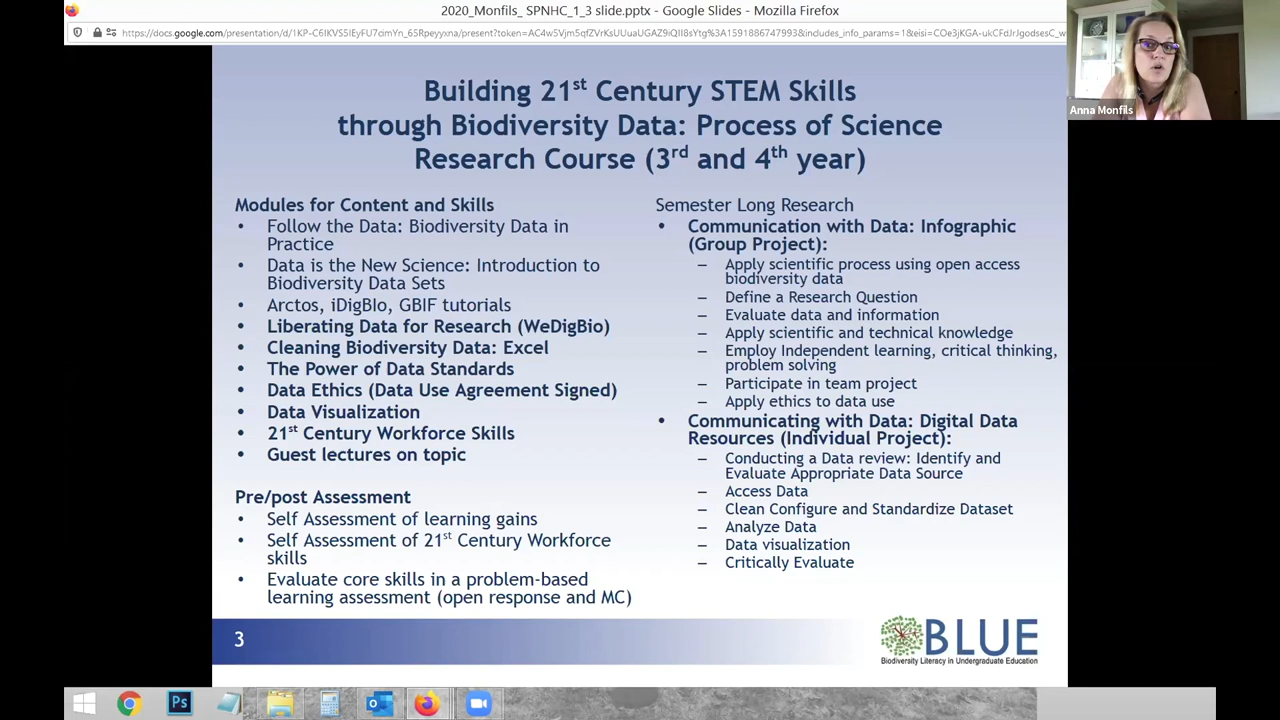 2020_Monfils_ SPNHC_1_3 slide.pptx - Google Slides - Mozilla Firefox
Anna Monfils
Building 21st Century STEM Skills
through Biodiversity Data: Process of Science
Research Course (3rd and 4th year)
Modules for Content and Skills
• Follow the Data: Biodiversity Data in
Practice
• Data is the New Science: Introduction to
Biodiversity Data Sets
• Arctos, iDigBIo, GBIF tutorials
• Liberating Data for Research (WeDigBio)
• Cleaning Biodiversity Data: Excel
• The Power of Data Standards
• Data Ethics (Data Use Agreement Signed)
• Data Visualization
• 21st Century Workforce Skills
• Guest lectures on topic
Pre/post Assessment
• Self Assessment of learning gains
• Self Assessment of 21st Century Workforce
skills
• Evaluate core skills in a problem-based
learning assessment (open response and MC)
Semester Long Research
• Communication with Data: Infographic
(Group Project):
– Apply scientific process using open access
biodiversity data
– Define a Research Question
– Evaluate data and information
– Apply scientific and technical knowledge
– Employ Independent learning, critical thinking,
problem solving
– Participate in team project
– Apply ethics to data use
• Communicating with Data: Digital Data
Resources (Individual Project):
– Conducting a Data review: Identify and
Evaluate Appropriate Data Source
– Access Data
– Clean Configure and Standardize Dataset
– Analyze Data
– Data visualization
– Critically Evaluate
3
BLUE
Biodiversity Literacy in Undergraduate Education
Ps